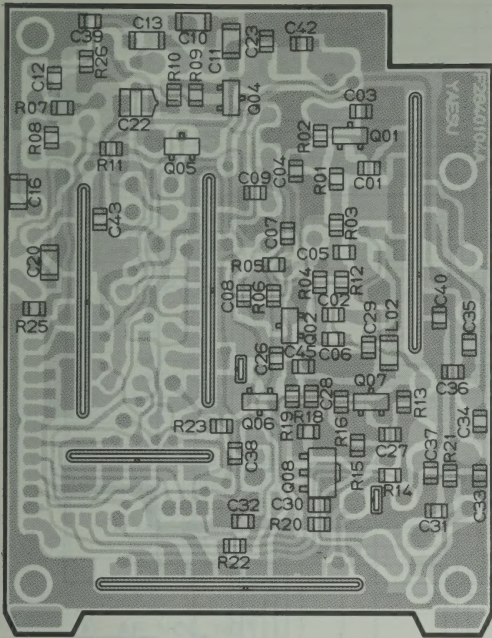 C39
C13
C10
C42
R26
C11
C23
C12
R10
R09
Q04
R07
C22
C03
R08
R02
Q01
YAESU
R11
Q05
C04
R01
C01
C16
C09
C43
C07
R03
C20
R05
C05
C08
R06
R04
R12
R25
C02
C40
C35
Q02
C06
C29
L02
C26
C45
C36
Q06
R19
R18
C28
Q07
R13
C34
R23
R16
C27
C38
Q08
R15
R14
C37
R21
C33
C30
C31
C32
R20
R22